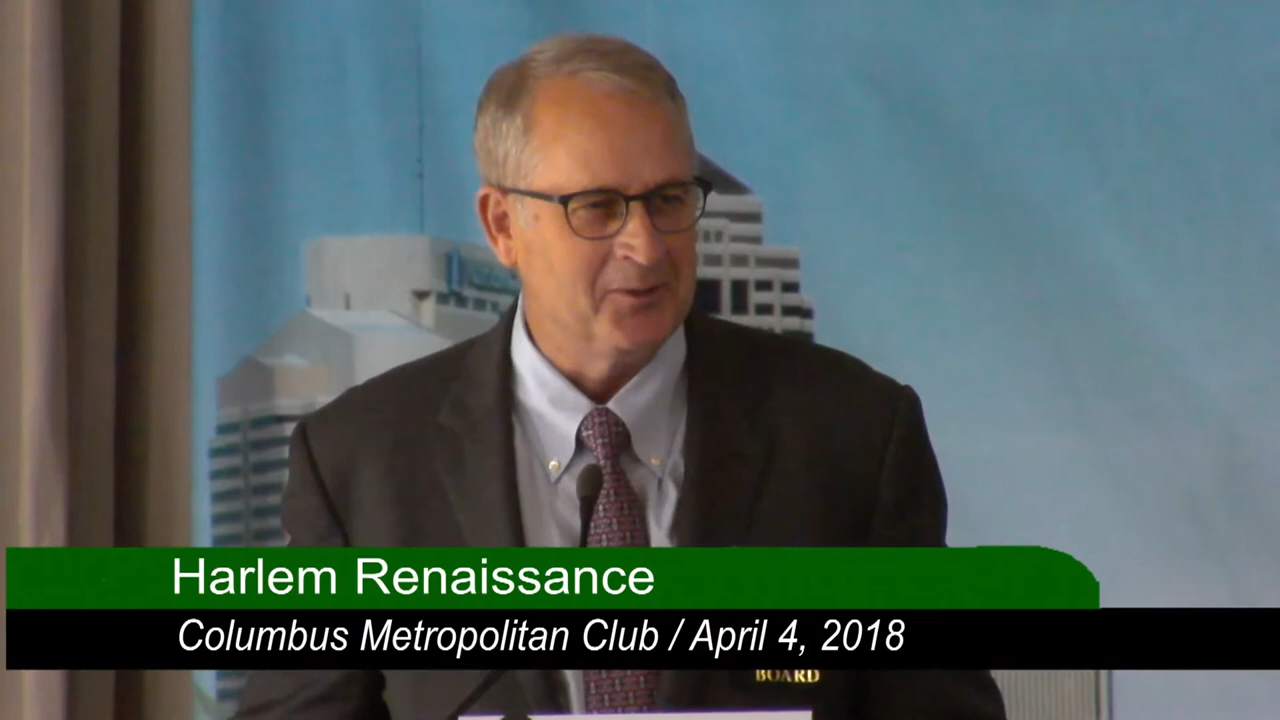 Harlem Renaissance
Columbus Metropolitan Club / April 4, 2018
BOARD